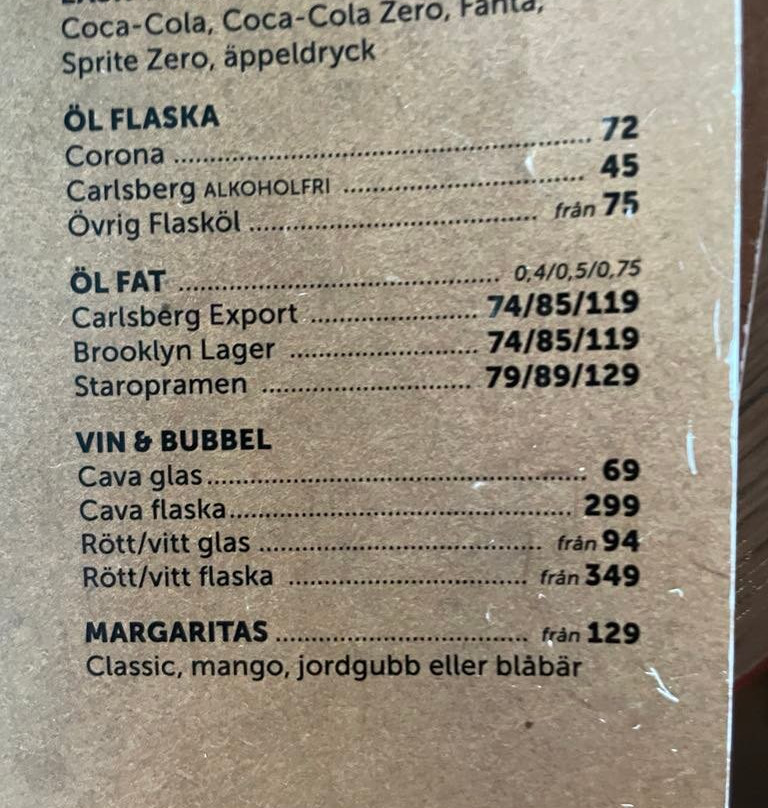 Coca-Cola, Coca-Cola Zero, Fanta,
Sprite Zero, äppeldryck
ÖL FLASKA
Corona ........ 72
Carlsberg ALKOHOLFRI ........ 45
Övrig Flasköl ........ från 75
ÖL FAT ........ 0,4/0,5/0,75
Carlsberg Export ........ 74/85/119
Brooklyn Lager ........ 74/85/119
Staropramen ........ 79/89/129
VIN & BUBBEL
Cava glas ........ 69
Cava flaska ........ 299
Rött/vitt glas ........ från 94
Rött/vitt flaska ........ från 349
MARGARITAS ........ från 129
Classic, mango, jordgubb eller blåbär